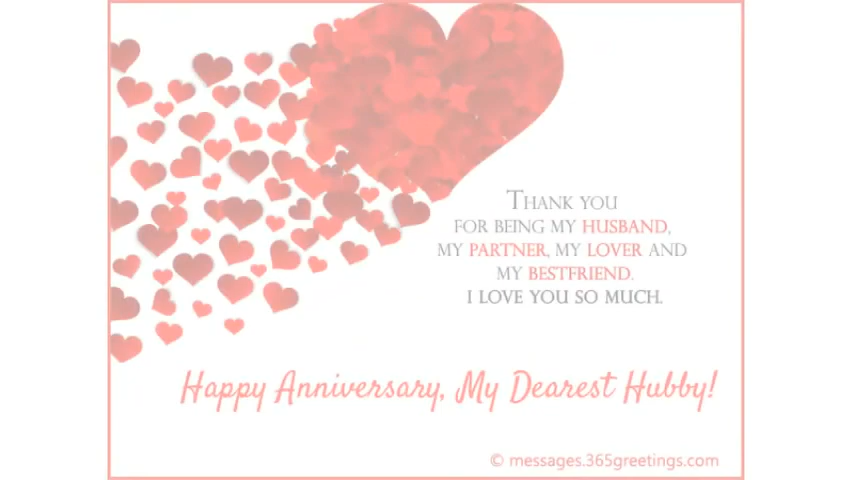 THANK YOU
FOR BEING MY HUSBAND,
MY PARTNER, MY LOVER AND
MY BESTFRIEND.
I LOVE YOU SO MUCH.
Happy Anniversary, My Dearest Hubby!
© messages.365greetings.com